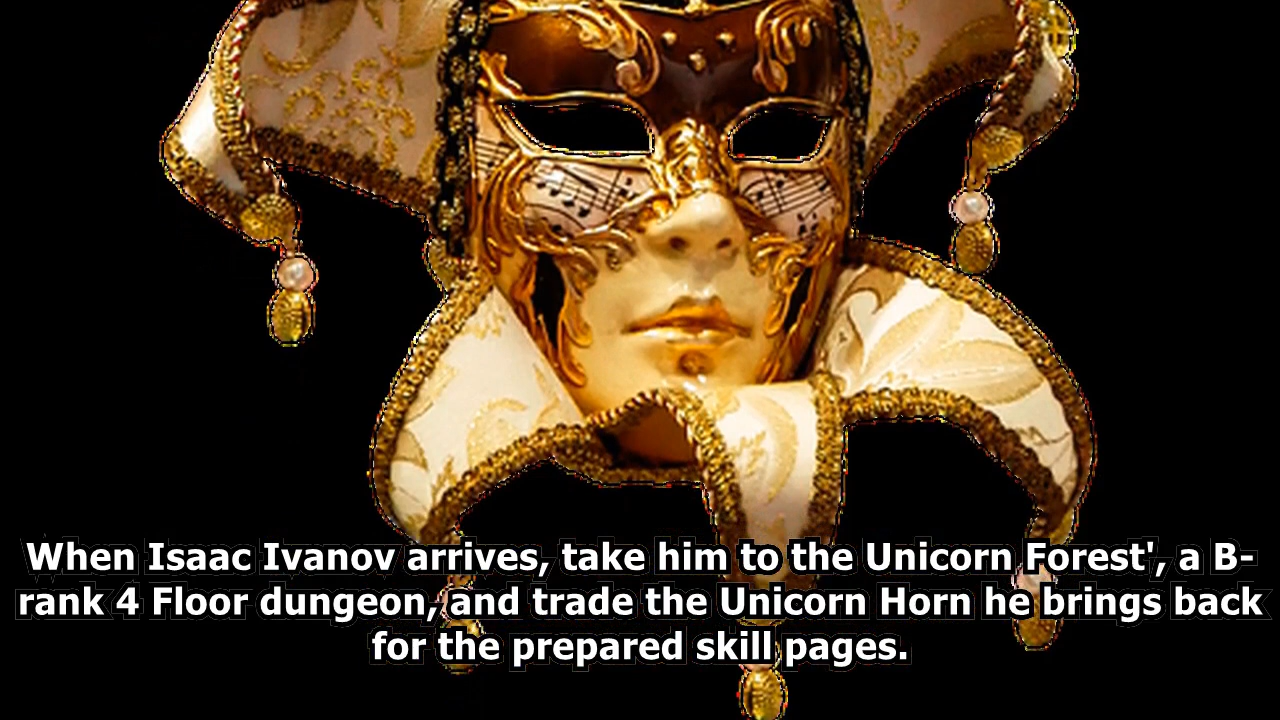 When Isaac Ivanov arrives, take him to the Unicorn Forest', a B-
rank 4 Floor dungeon, and trade the Unicorn Horn he brings back
for the prepared skill pages.